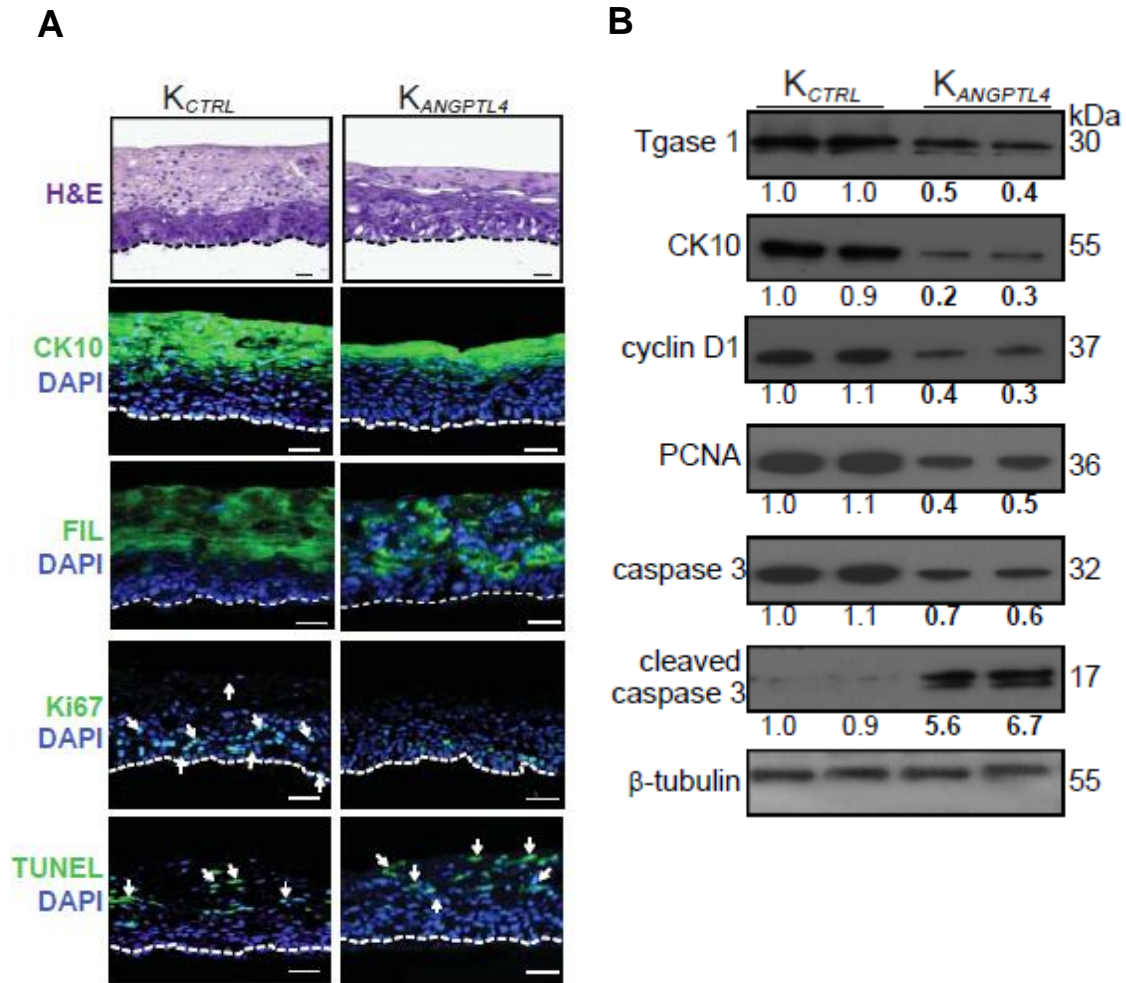 A
K CTRL K ANGPTL4
H&E
CK10
DAPI
FIL
DAPI
Ki67
DAPI
TUNEL
DAPI
B
K CTRL K ANGPTL4
kDa
Tgase 1 30
1.0 1.0 0.5 0.4
CK10 55
1.0 0.9 0.2 0.3
cyclin D1 37
1.0 1.1 0.4 0.3
PCNA 36
1.0 1.1 0.4 0.5
caspase 3 32
1.0 1.1 0.7 0.6
cleaved
caspase 3 17
1.0 0.9 5.6 6.7
β-tubulin 55